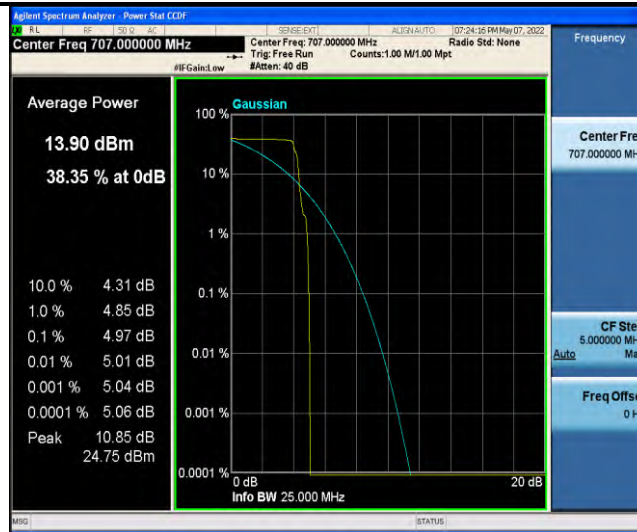 Agilent Spectrum Analyzer - Power Stat CCDF
RL RF 50 Ω AC SENSE:EXT ALIGN AUTO 07:24:16 PM May 07, 2022
Center Freq 707.000000 MHz
Center Freq: 707.000000 MHz Radio Std: None
Trig: Free Run Counts:1.00 M/1.00 Mpt
#IFGain:Low #Atten: 40 dB
Frequency
Average Power
13.90 dBm
38.35 % at 0dB
10.0 % 4.31 dB
1.0 % 4.85 dB
0.1 % 4.97 dB
0.01 % 5.01 dB
0.001 % 5.04 dB
0.0001 % 5.06 dB
Peak 10.85 dB
24.75 dBm
Gaussian
100 %
10 %
1 %
0.1 %
0.01 %
0.001 %
0.0001 %
0 dB 20 dB
Info BW 25.000 MHz
Center Fre
707.000000 MH
CF Ste
5.000000 MH
Auto Ma
Freq Offse
0 H
MSG STATUS